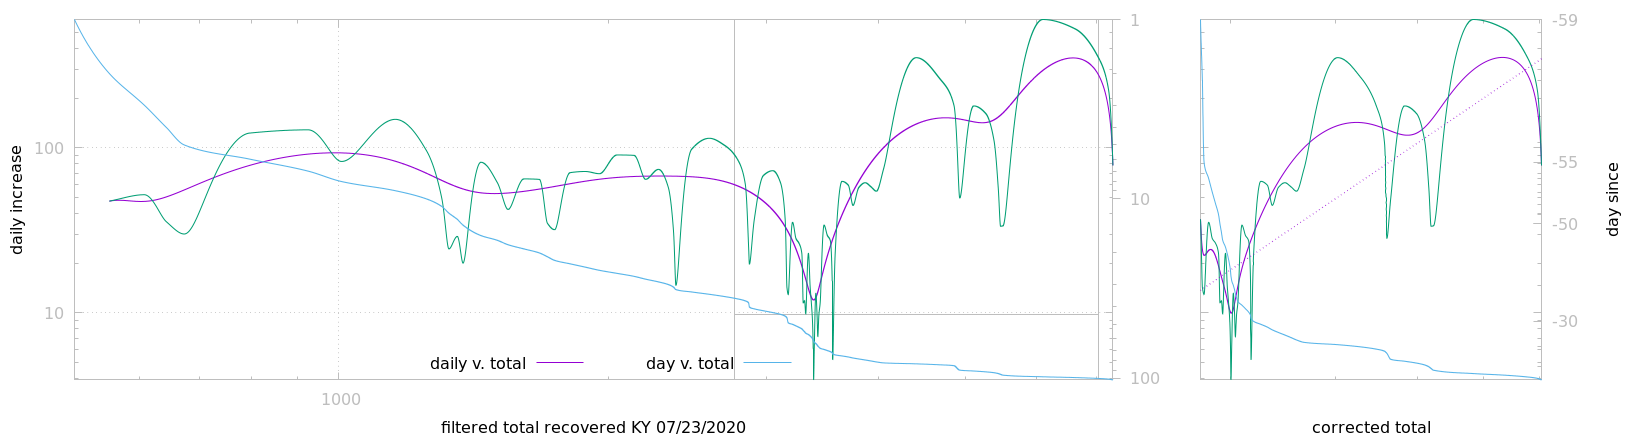 1
-59
100
daily increase
-55
day since
10
-50
10
-30
daily v. total
day v. total
100
1000
filtered total recovered KY 07/23/2020
corrected total